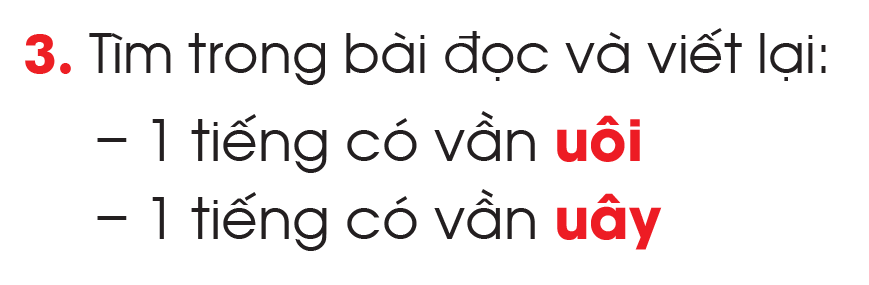 3. Tìm trong bài đọc và viết lại:
– 1 tiếng có vần uôi
– 1 tiếng có vần uây